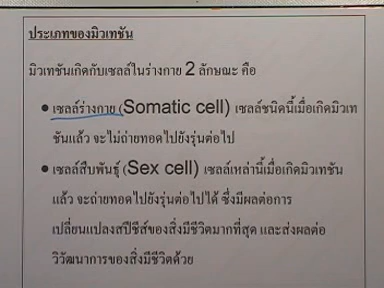 ประเภทของมิวเทชัน
มิวเทชันเกิดกับเซลล์ในร่างกาย 2 ลักษณะ คือ
● เซลล์ร่างกาย (Somatic cell) เซลล์ชนิดนี้เมื่อเกิดมิวเท
ชันแล้ว จะไม่ถ่ายทอดไปยังรุ่นต่อไป
● เซลล์สืบพันธุ์ (Sex cell) เซลล์เหล่านี้เมื่อเกิดมิวเทชัน
แล้ว จะถ่ายทอดไปยังรุ่นต่อไปได้ ซึ่งมีผลต่อการ
เปลี่ยนแปลงสปีชีส์ของสิ่งมีชีวิตมากที่สุด และส่งผลต่อ
วิวัฒนาการของสิ่งมีชีวิตด้วย